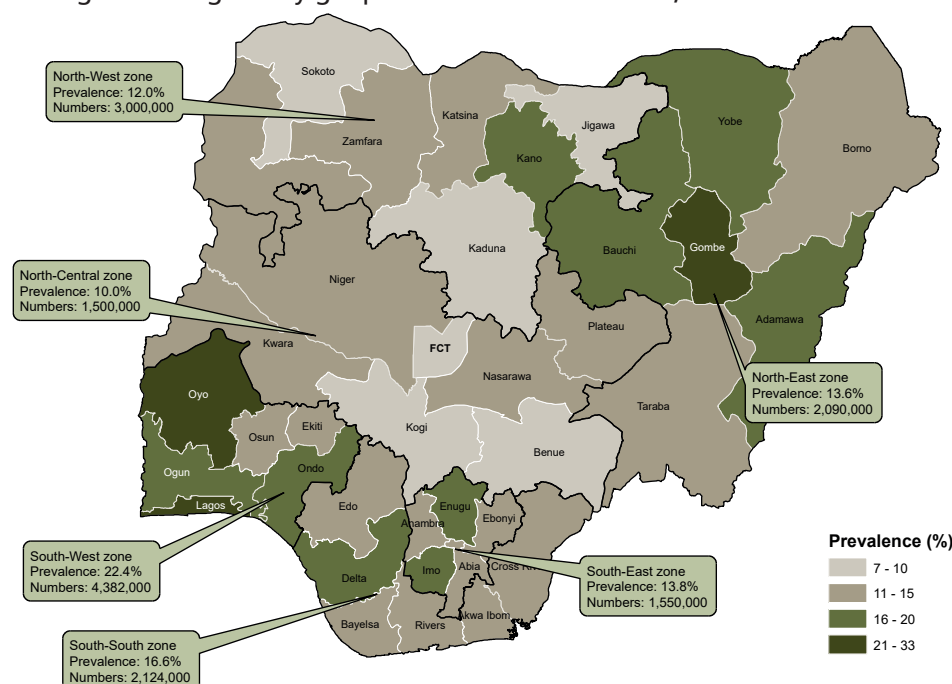 North-West zone
Prevalence: 12.0%
Numbers: 3,000,000
Sokoto
Zamfara
Katsina
Kano
Jigawa
Yobe
Borno
Kaduna
Bauchi
Gombe
Adamawa
North-Central zone
Prevalence: 10.0%
Numbers: 1,500,000
Niger
Kwara
FCT
Plateau
Nasarawa
Taraba
North-East zone
Prevalence: 13.6%
Numbers: 2,090,000
Oyo
Osun
Ekiti
Kogi
Benue
Ogun
Ondo
Lagos
Edo
Anambra
Enugu
Ebonyi
South-West zone
Prevalence: 22.4%
Numbers: 4,382,000
Delta
Imo
Abia
Cross
South-East zone
Prevalence: 13.8%
Numbers: 1,550,000
Bayelsa
Rivers
Akwa Ibom
South-South zone
Prevalence: 16.6%
Numbers: 2,124,000
Prevalence (%)
7 - 10
11 - 15
16 - 20
21 - 33